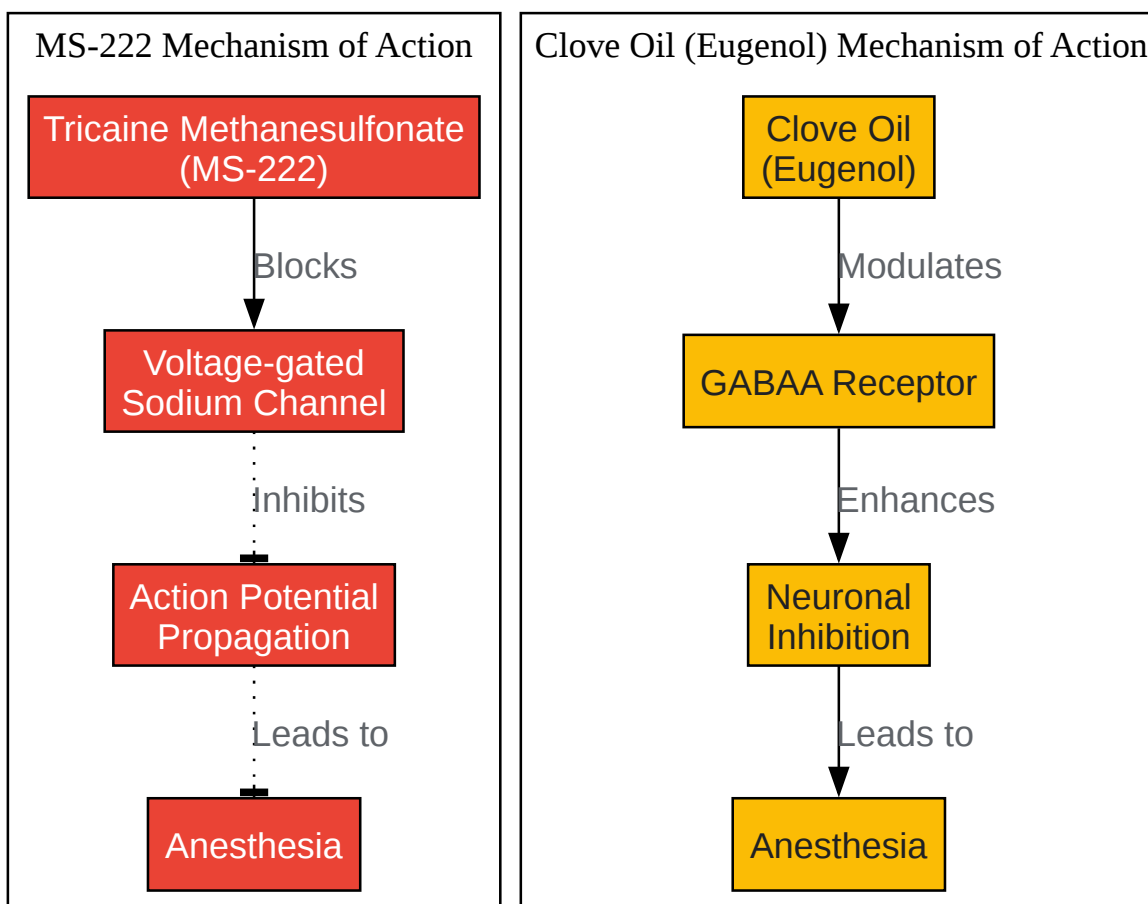 MS-222 Mechanism of Action
Tricaine Methanesulfonate
(MS-222)
Blocks
Voltage-gated
Sodium Channel
Inhibits
Action Potential
Propagation
Leads to
Anesthesia
Clove Oil (Eugenol) Mechanism of Action
Clove Oil
(Eugenol)
Modulates
GABAA Receptor
Enhances
Neuronal
Inhibition
Leads to
Anesthesia